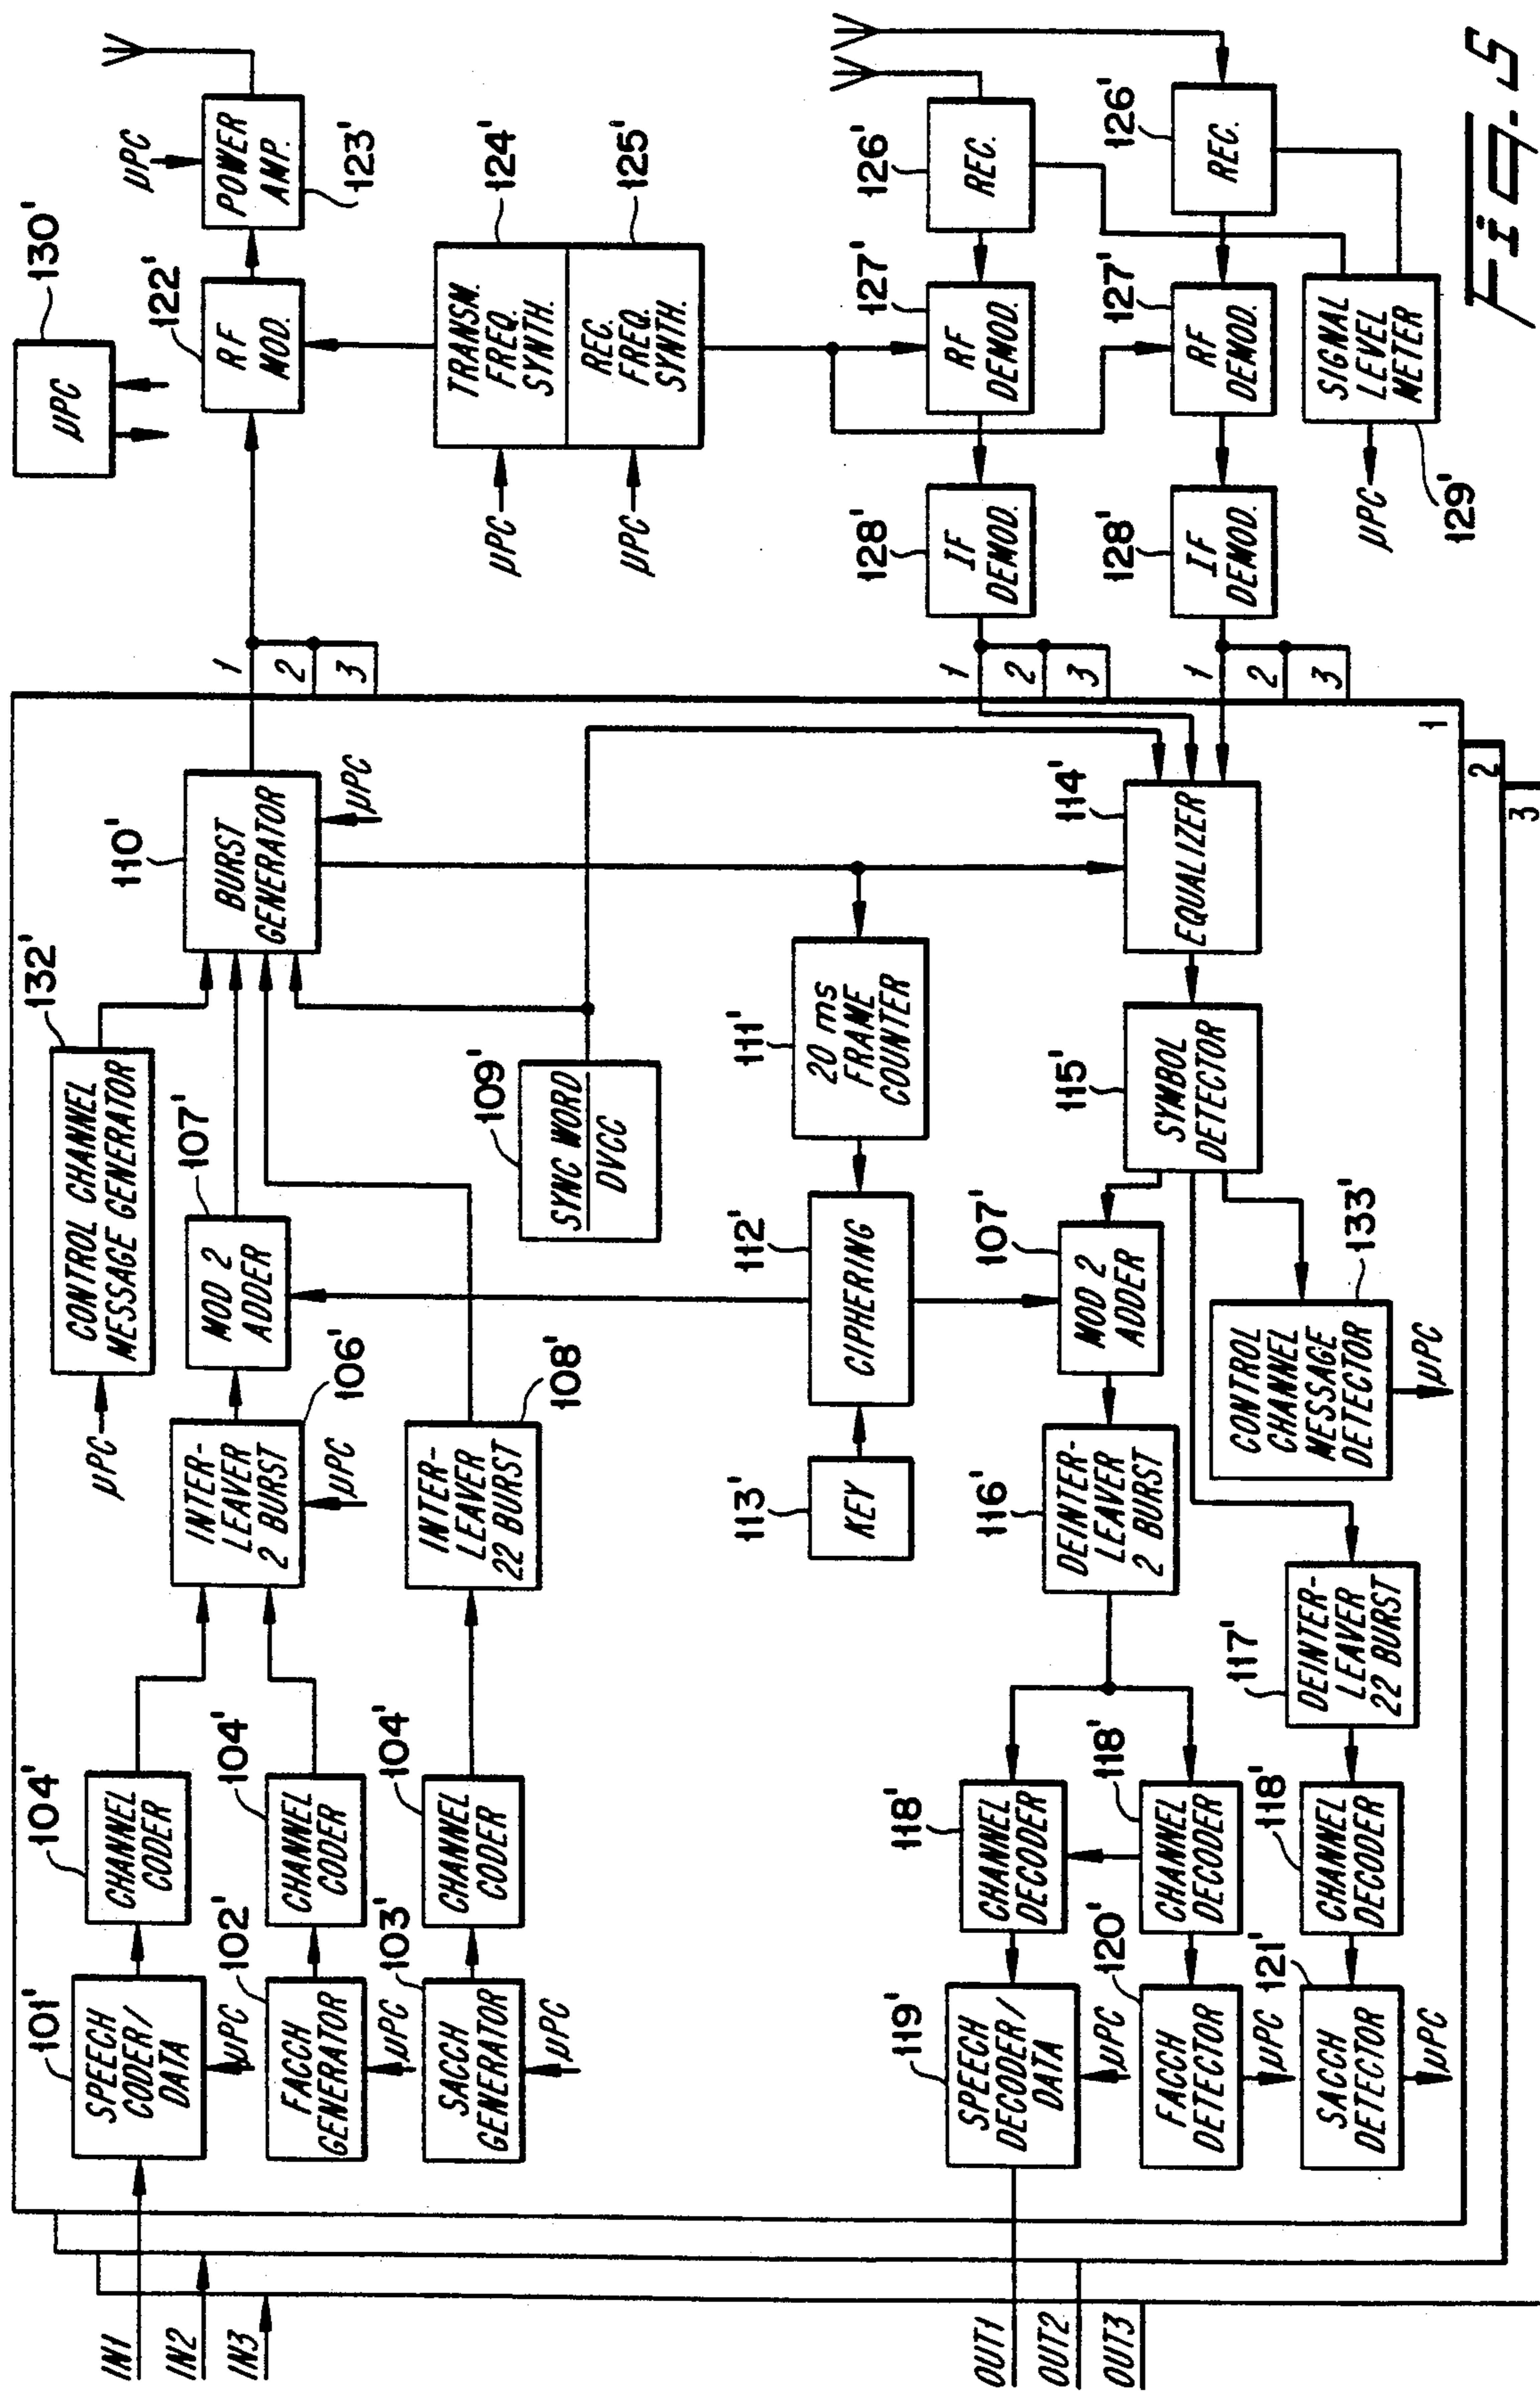 130'
μPC
μPC
122'
RF
MOD.
POWER
AMP.
123'
TRANSM.
FREQ.
SYNTH.
124'
REC.
FREQ.
SYNTH.
125'
μPC
μPC
132'
CONTROL CHANNEL
MESSAGE GENERATOR
μPC
110'
BURST
GENERATOR
μPC
1
2
3
101'
SPEECH
CODER/
DATA
μPC
104'
CHANNEL
CODER
106'
INTER-
LEAVER
2 BURST
μPC
107'
MOD 2
ADDER
102'
FACCH
GENERATOR
μPC
104'
CHANNEL
CODER
103'
SACCH
GENERATOR
μPC
104'
CHANNEL
CODER
108'
INTER-
LEAVER
22 BURST
109'
SYNC WORD
DVCC
IN1
IN2
IN3
113'
KEY
112'
CIPHERING
111'
20 ms
FRAME
COUNTER
114'
EQUALIZER
115'
SYMBOL
DETECTOR
107'
MOD 2
ADDER
116'
DEINTER-
LEAVER
2 BURST
133'
CONTROL
CHANNEL
MESSAGE
DETECTOR
μPC
117'
DEINTER-
LEAVER
22 BURST
118'
CHANNEL
DECODER
118'
CHANNEL
DECODER
118'
CHANNEL
DECODER
119'
SPEECH
DECODER/
DATA
μPC
120'
FACCH
DETECTOR
μPC
121'
SACCH
DETECTOR
μPC
OUT1
OUT2
OUT3
1
2
3
1
2
3
128'
IF
DEMOD.
127'
RF
DEMOD.
126'
REC.
128'
IF
DEMOD.
127'
RF
DEMOD.
126'
REC.
SIGNAL
LEVEL
METER
129'
μPC
1
2
3
Fig. 5